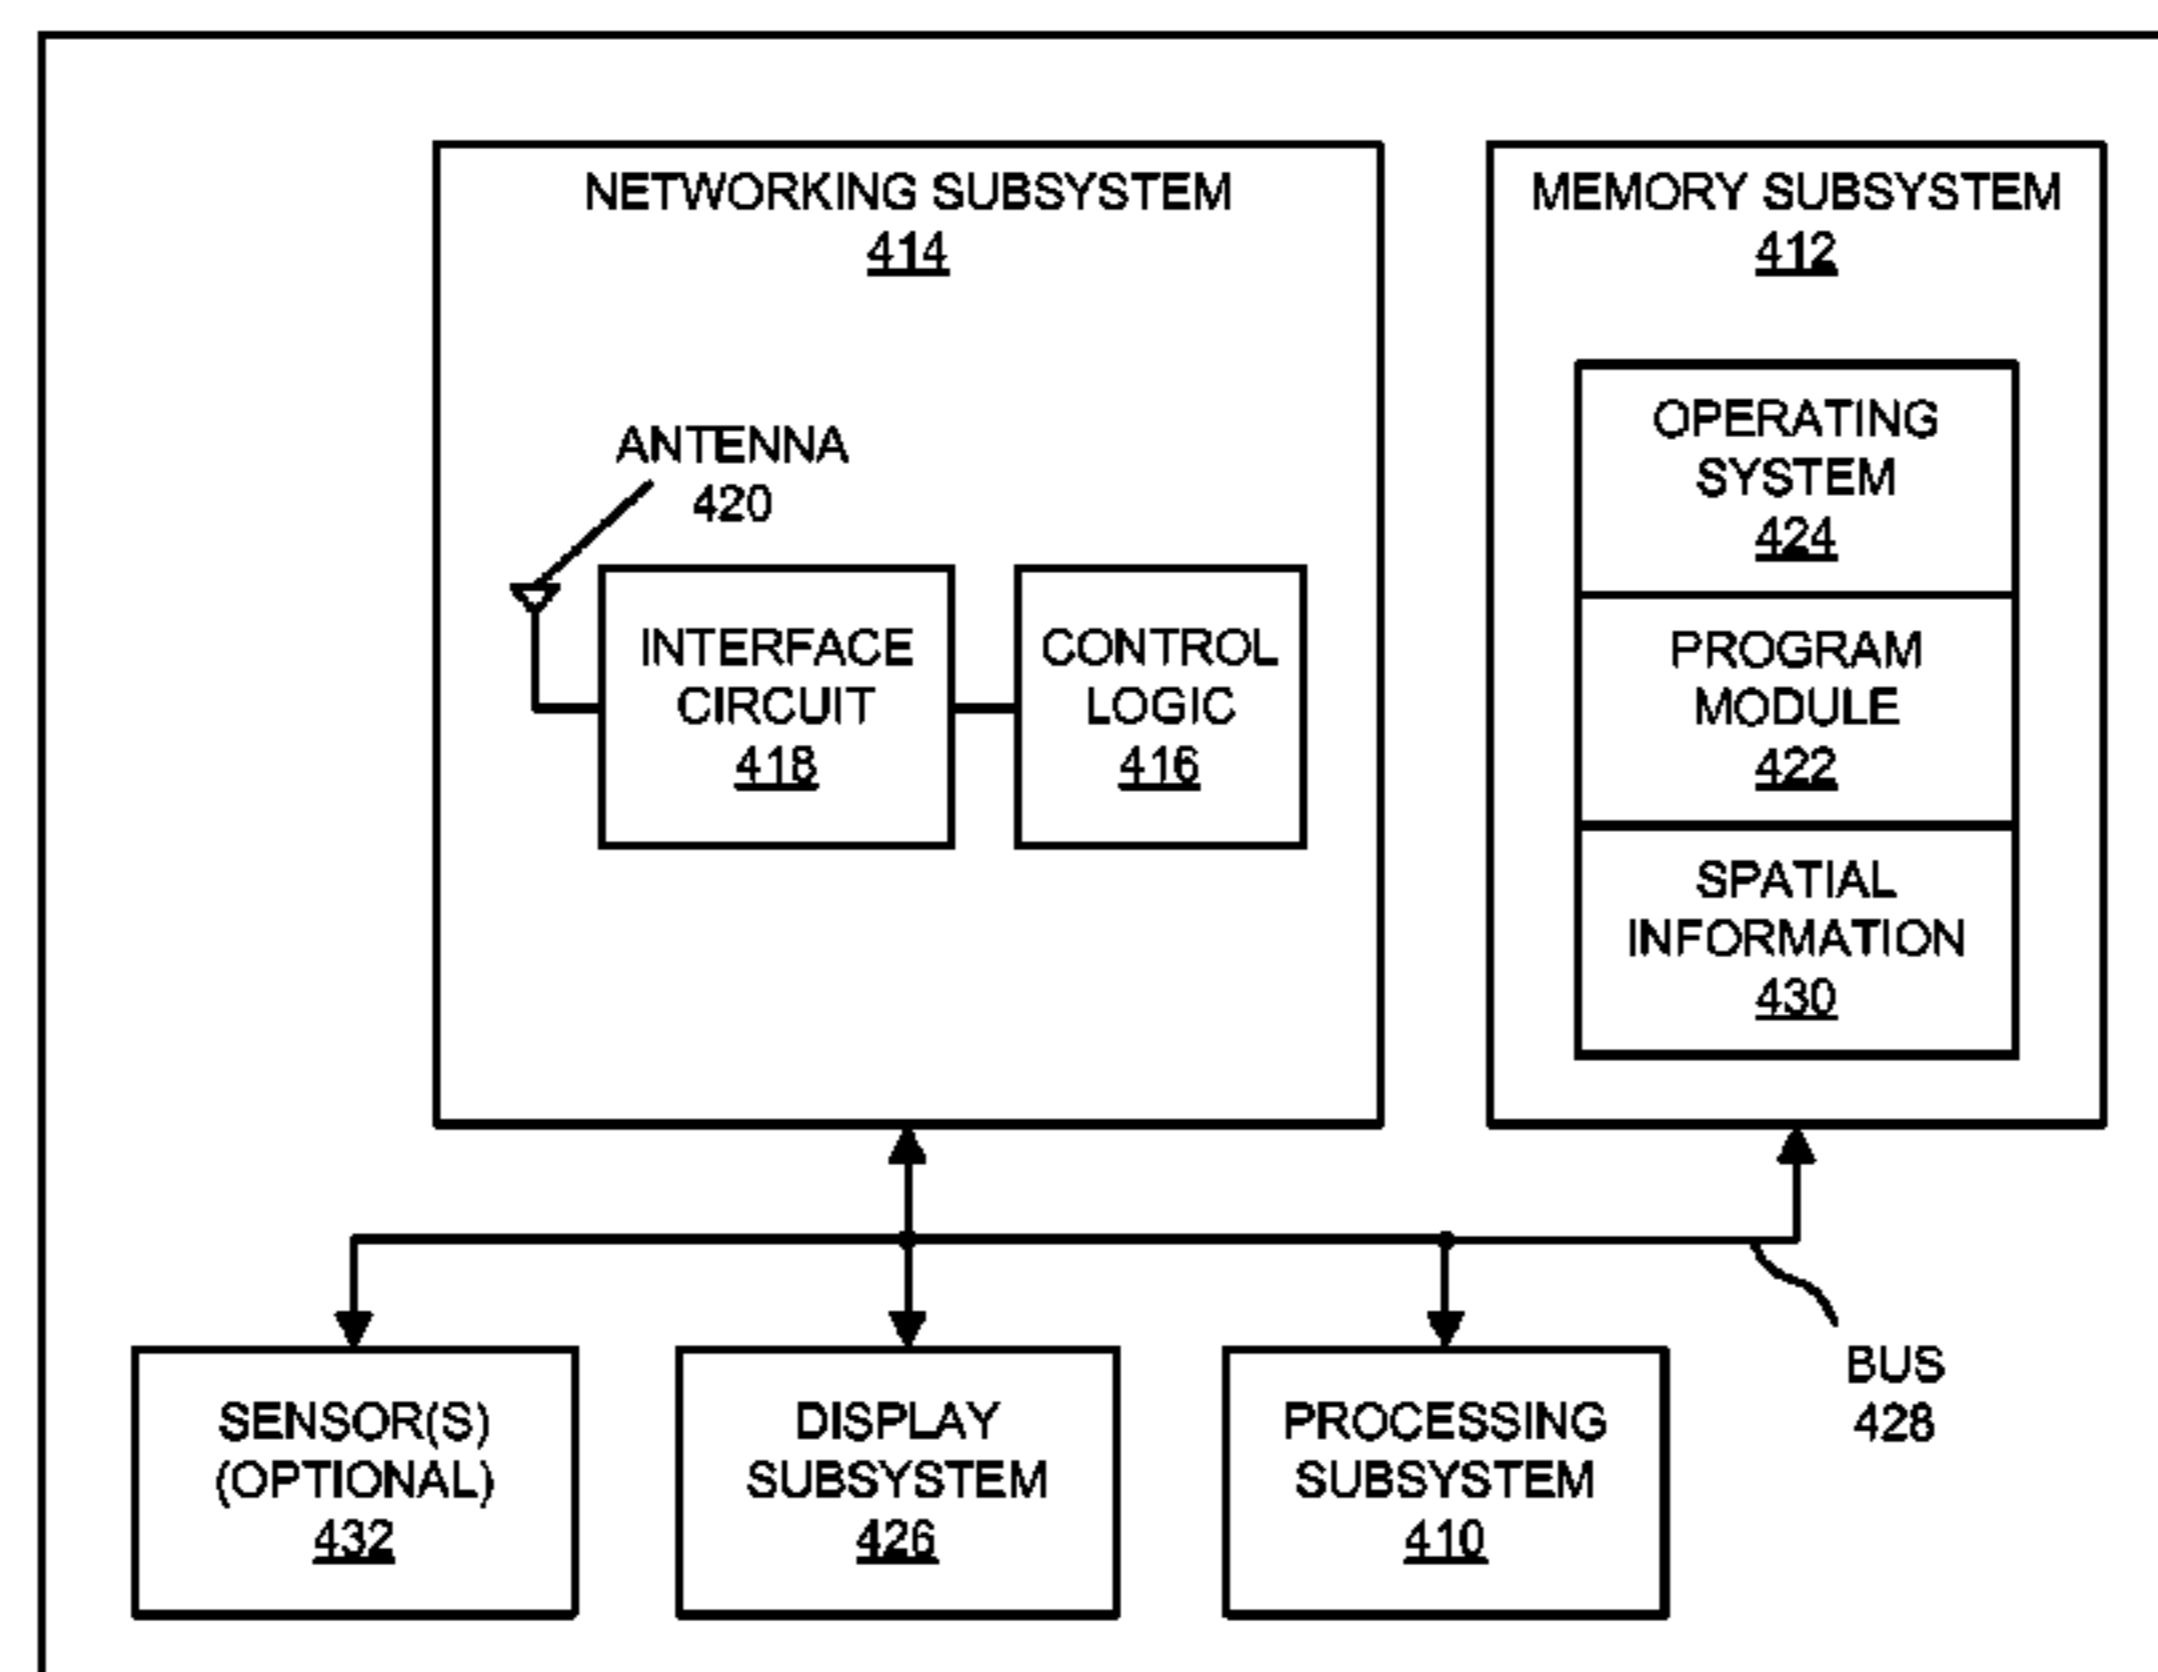 NETWORKING SUBSYSTEM
414
ANTENNA
420
INTERFACE
CIRCUIT
418
CONTROL
LOGIC
416
MEMORY SUBSYSTEM
412
OPERATING
SYSTEM
424
PROGRAM
MODULE
422
SPATIAL
INFORMATION
430
SENSOR(S)
(OPTIONAL)
432
DISPLAY
SUBSYSTEM
426
PROCESSING
SUBSYSTEM
410
BUS
428